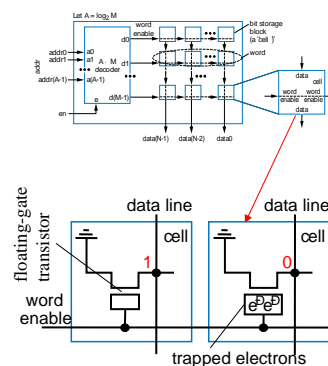 Let A = log2 M
word
enable
bit storage
block
(a "cell")
word
addr
addr0
addr1
addr(A-1)
a0
a1
a(A-1)
A · M
decoder
d0
d1
d(M-1)
e
en
data
cell
word
enable
word
enable
data
data(N-1)
data(N-2)
data0
data line
data line
cell
cell
1
0
floating-gate
transistor
word
enable
eÐeÐ
trapped electrons